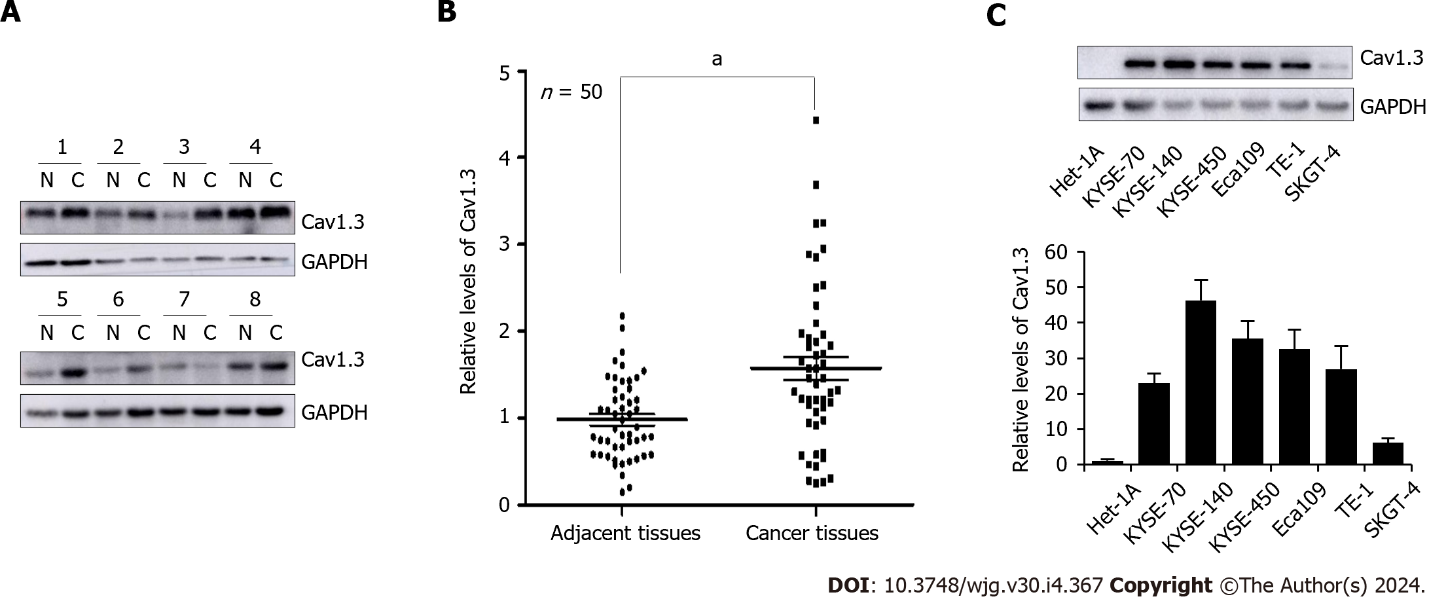 A
1 2 3 4
N C N C N C N C
Cav1.3
GAPDH
5 6 7 8
N C N C N C N C
Cav1.3
GAPDH
B
a
n = 50
5
4
3
2
1
0
Relative levels of Cav1.3
Adjacent tissues Cancer tissues
C
Cav1.3
GAPDH
Het-1A KYSE-70 KYSE-140 KYSE-450 Eca109 TE-1 SKGT-4
60
50
40
30
20
10
0
Relative levels of Cav1.3
Het-1A KYSE-70 KYSE-140 KYSE-450 Eca109 TE-1 SKGT-4
DOI: 10.3748/wjg.v30.i4.367 Copyright ©The Author(s) 2024.